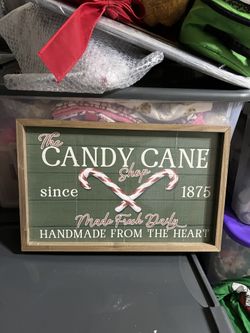 The
CANDY CANE
Shop
since 1875
Made Fresh Daily
HANDMADE FROM THE HEART